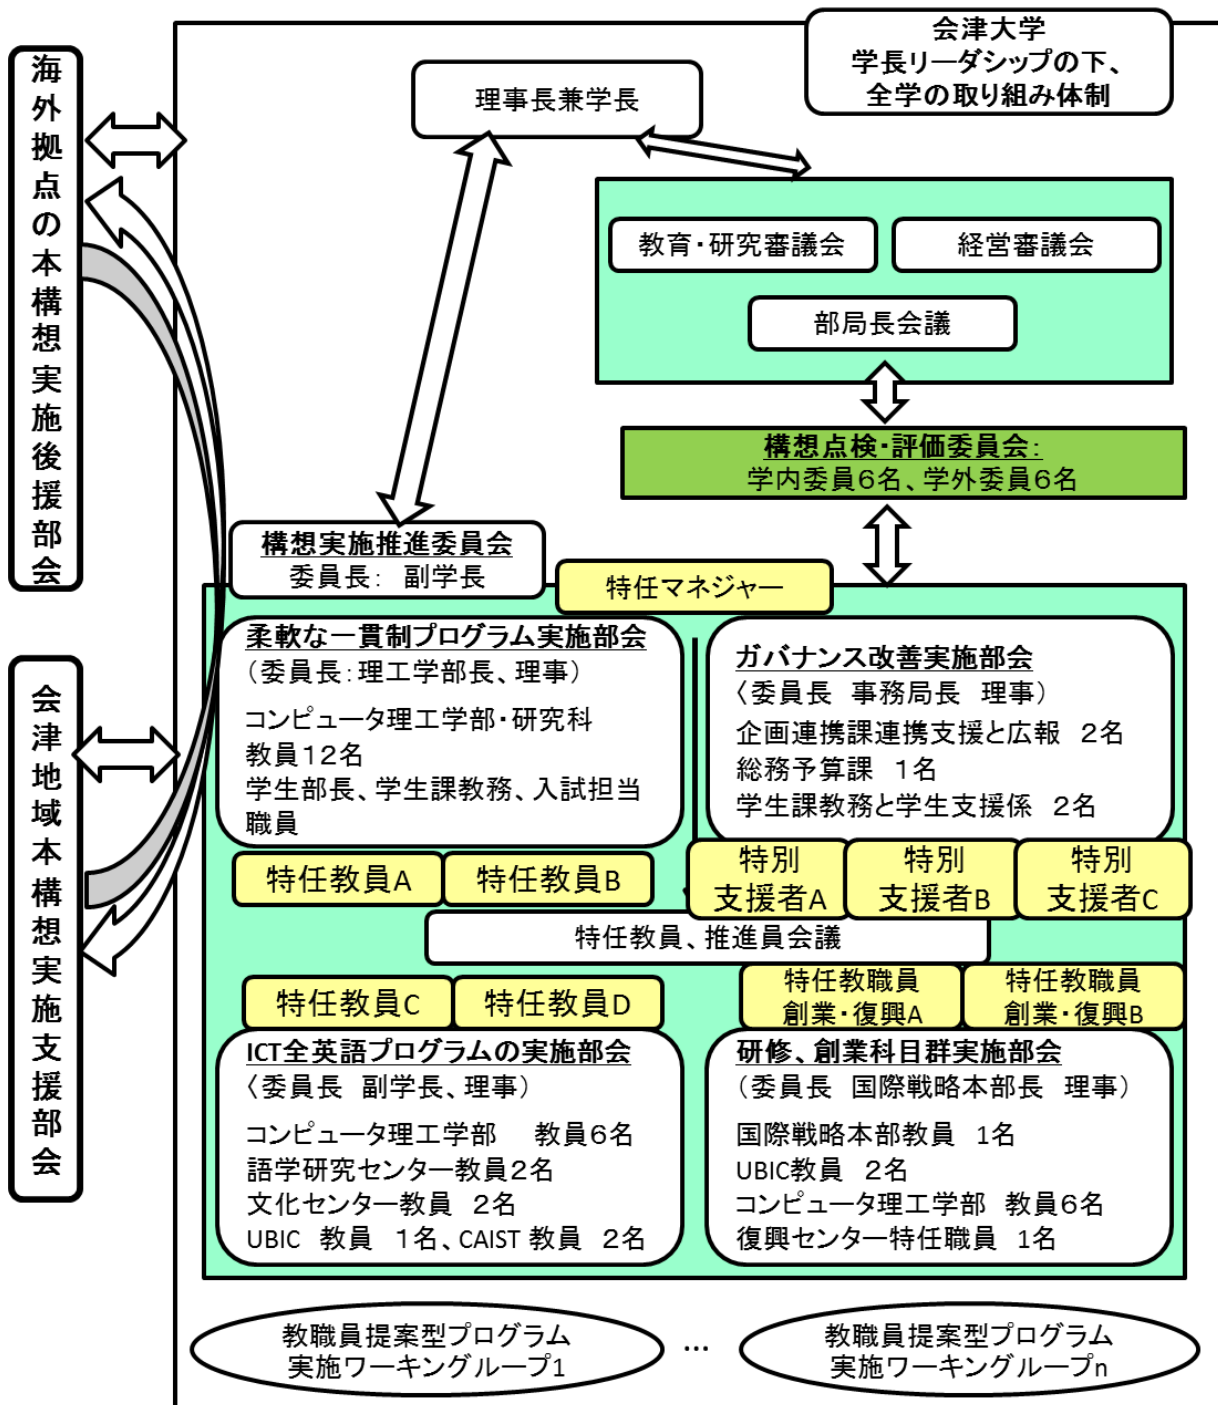 会津大学
学長リーダシップの下、
全学の取り組み体制
理事長兼学長
海外拠点の本構想実施後援部会
教育・研究審議会
経営審議会
部局長会議
構想点検・評価委員会：
学内委員６名、学外委員６名
構想実施推進委員会
委員長：　副学長
特任マネジャー
柔軟な一貫制プログラム実施部会
（委員長：理工学部長、理事）
コンピュータ理工学部・研究科
教員１２名
学生部長、学生課教務、入試担当
職員
ガバナンス改善実施部会
〈委員長　事務局長　理事〉
企画連携課連携支援と広報　２名
総務予算課　１名
学生課教務と学生支援係　２名
会津地域本構想実施支援部会
特任教員A
特任教員B
特別
支援者A
特別
支援者B
特別
支援者C
特任教員、推進員会議
特任教員C
特任教員D
特任教職員
創業・復興A
特任教職員
創業・復興B
ICT全英語プログラムの実施部会
〈委員長　副学長、理事〉
コンピュータ理工学部　教員６名
語学研究センター教員２名
文化センター教員　２名
UBIC　教員　１名、CAIST 教員　２名
研修、創業科目群実施部会
（委員長　国際戦略本部長　理事）
国際戦略本部教員　1名
UBIC教員　２名
コンピュータ理工学部 教員６名
復興センター特任職員　1名
教職員提案型プログラム
実施ワーキングループ1
…
教職員提案型プログラム
実施ワーキングループn